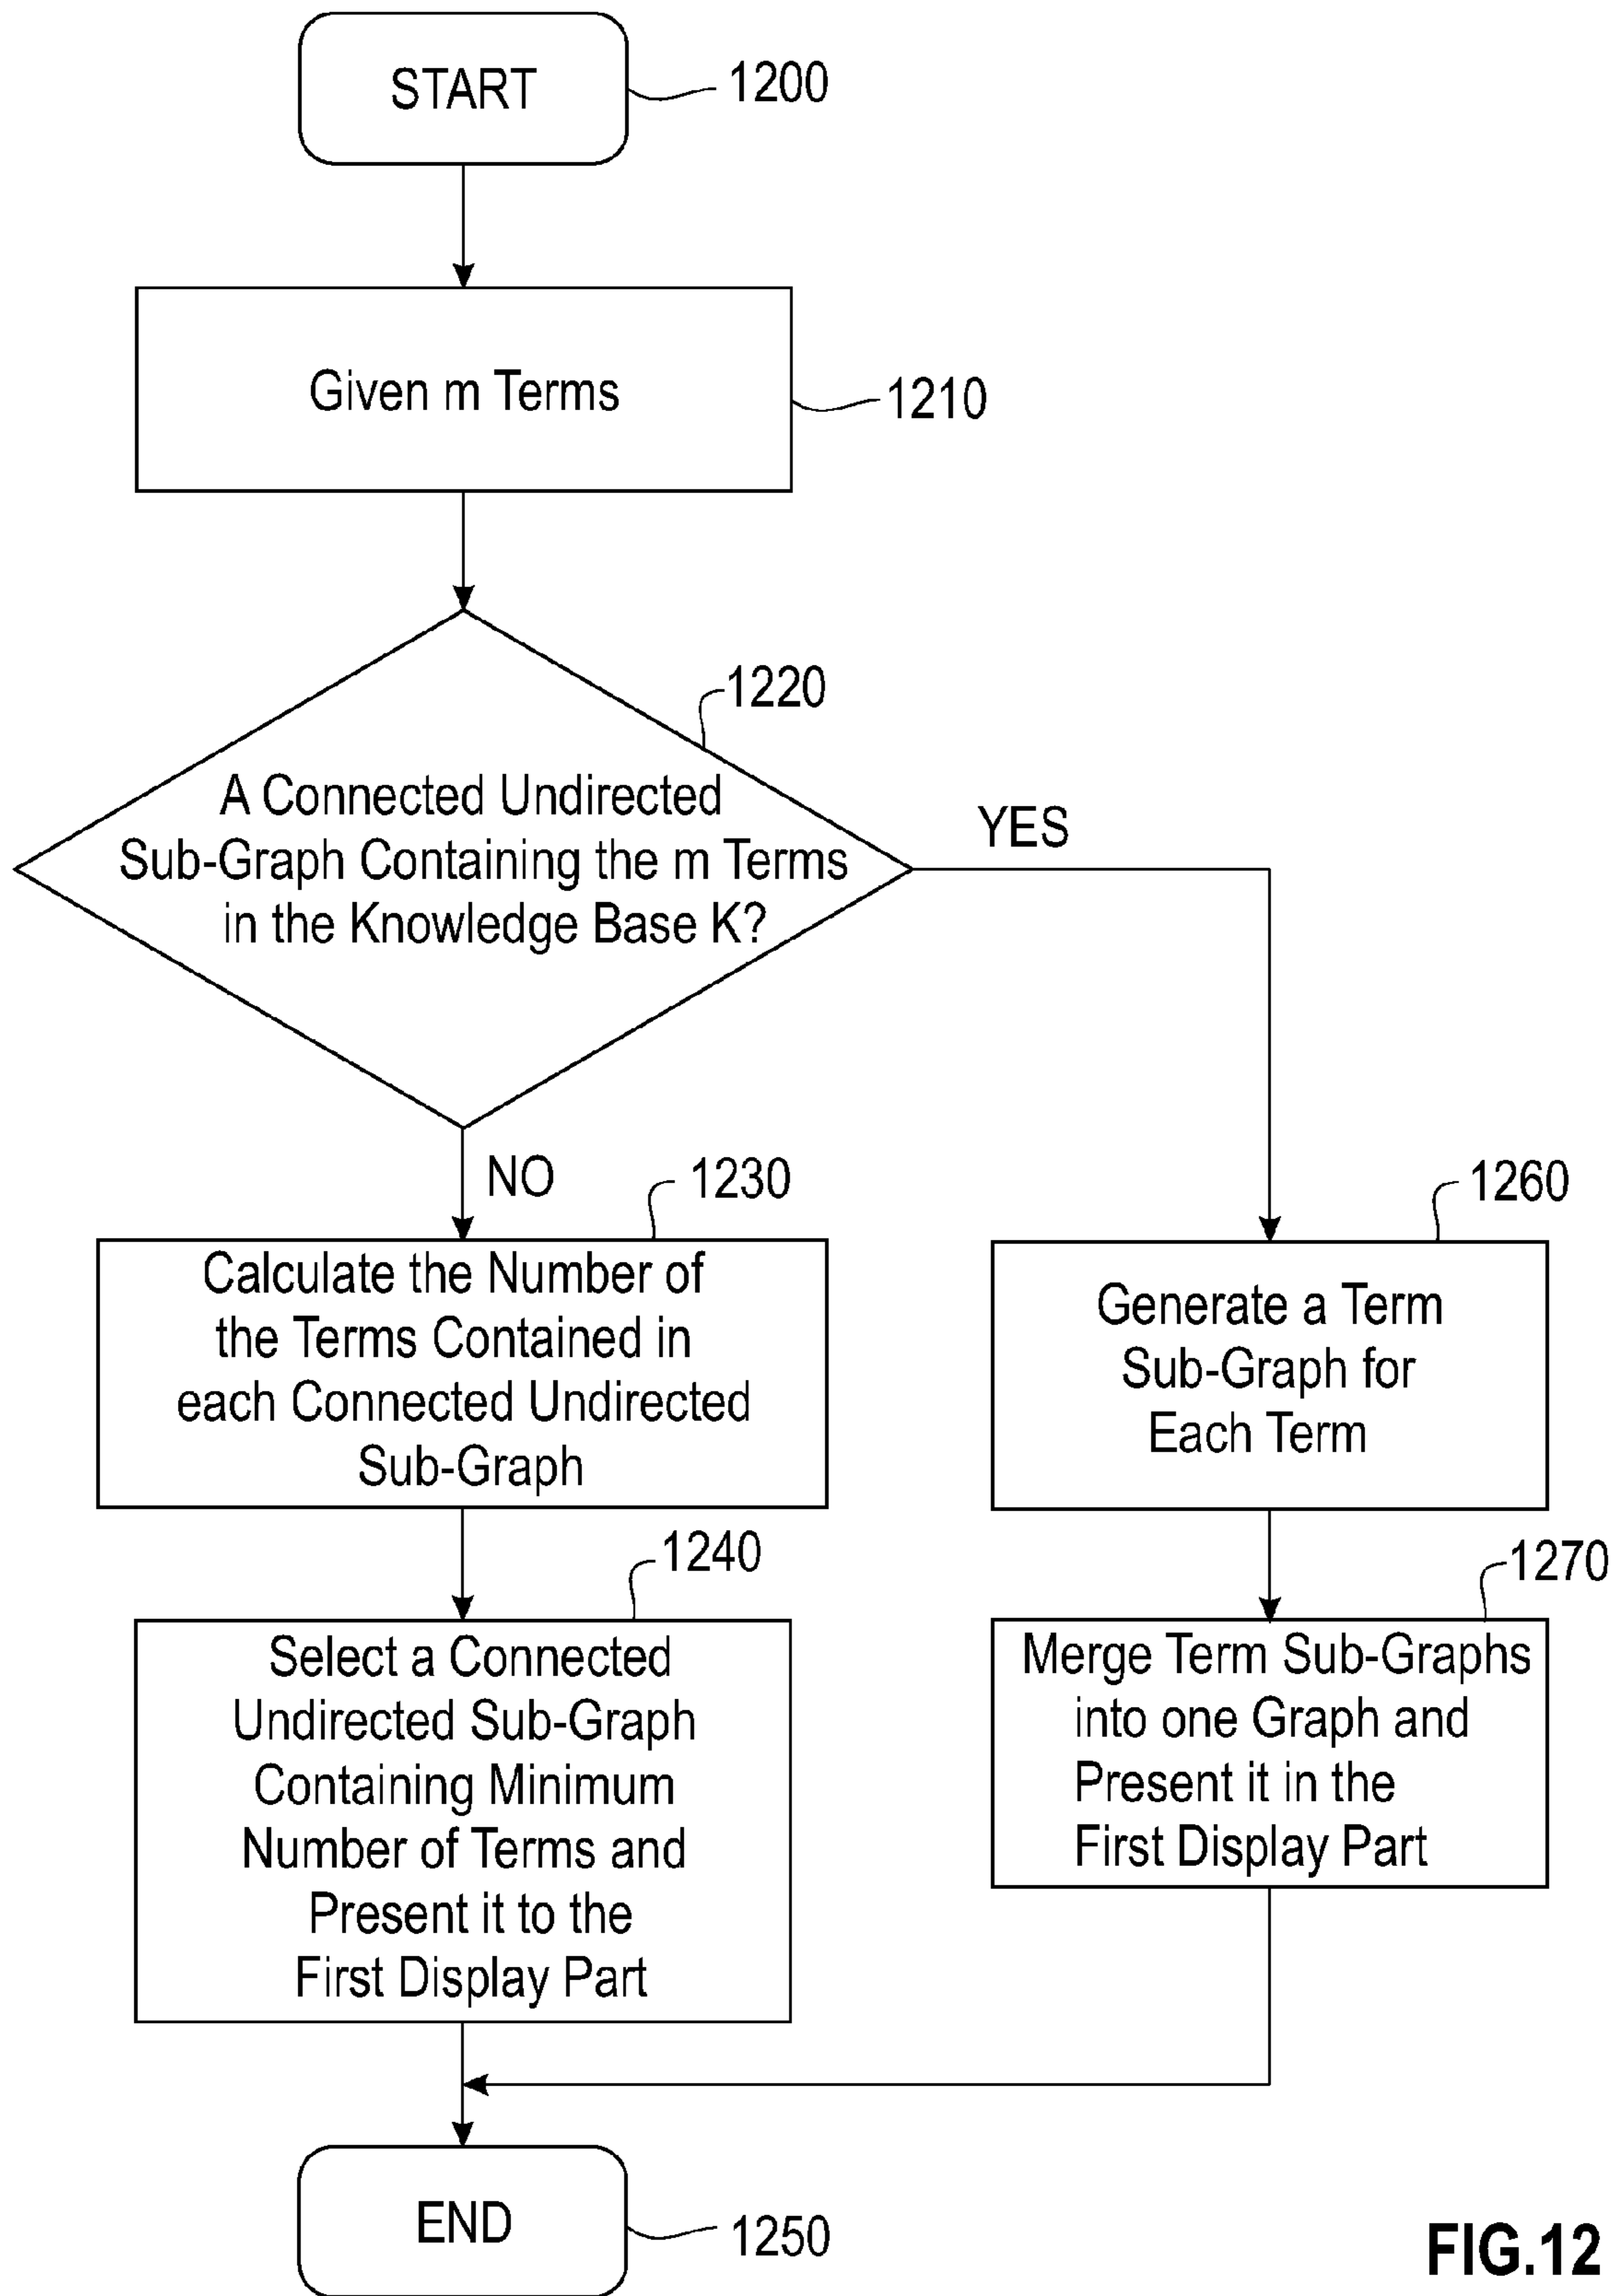 START
1200
Given m Terms
1210
1220
A Connected Undirected
Sub-Graph Containing the m Terms
in the Knowledge Base K?
YES
NO
1230
Calculate the Number of
the Terms Contained in
each Connected Undirected
Sub-Graph
1260
Generate a Term
Sub-Graph for
Each Term
1240
Select a Connected
Undirected Sub-Graph
Containing Minimum
Number of Terms and
Present it to the
First Display Part
1270
Merge Term Sub-Graphs
into one Graph and
Present it in the
First Display Part
END
1250
FIG.12